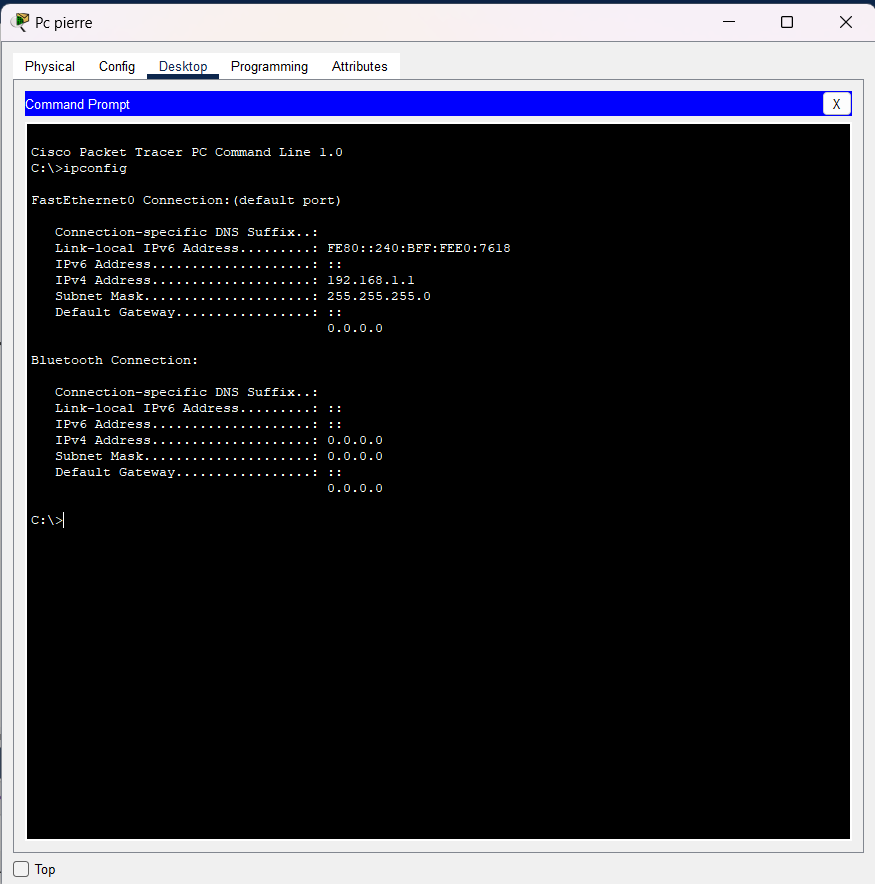 Pc pierre
Physical Config Desktop Programming Attributes
Command Prompt X
Cisco Packet Tracer PC Command Line 1.0
C:\>ipconfig
FastEthernet0 Connection:(default port)
Connection-specific DNS Suffix..:
Link-local IPv6 Address.........: FE80::240:BFF:FEE0:7618
IPv6 Address....................: ::
IPv4 Address....................: 192.168.1.1
Subnet Mask.....................: 255.255.255.0
Default Gateway.................: ::
0.0.0.0
Bluetooth Connection:
Connection-specific DNS Suffix..:
Link-local IPv6 Address.........: ::
IPv6 Address....................: ::
IPv4 Address....................: 0.0.0.0
Subnet Mask.....................: 0.0.0.0
Default Gateway.................: ::
0.0.0.0
C:\>
Top